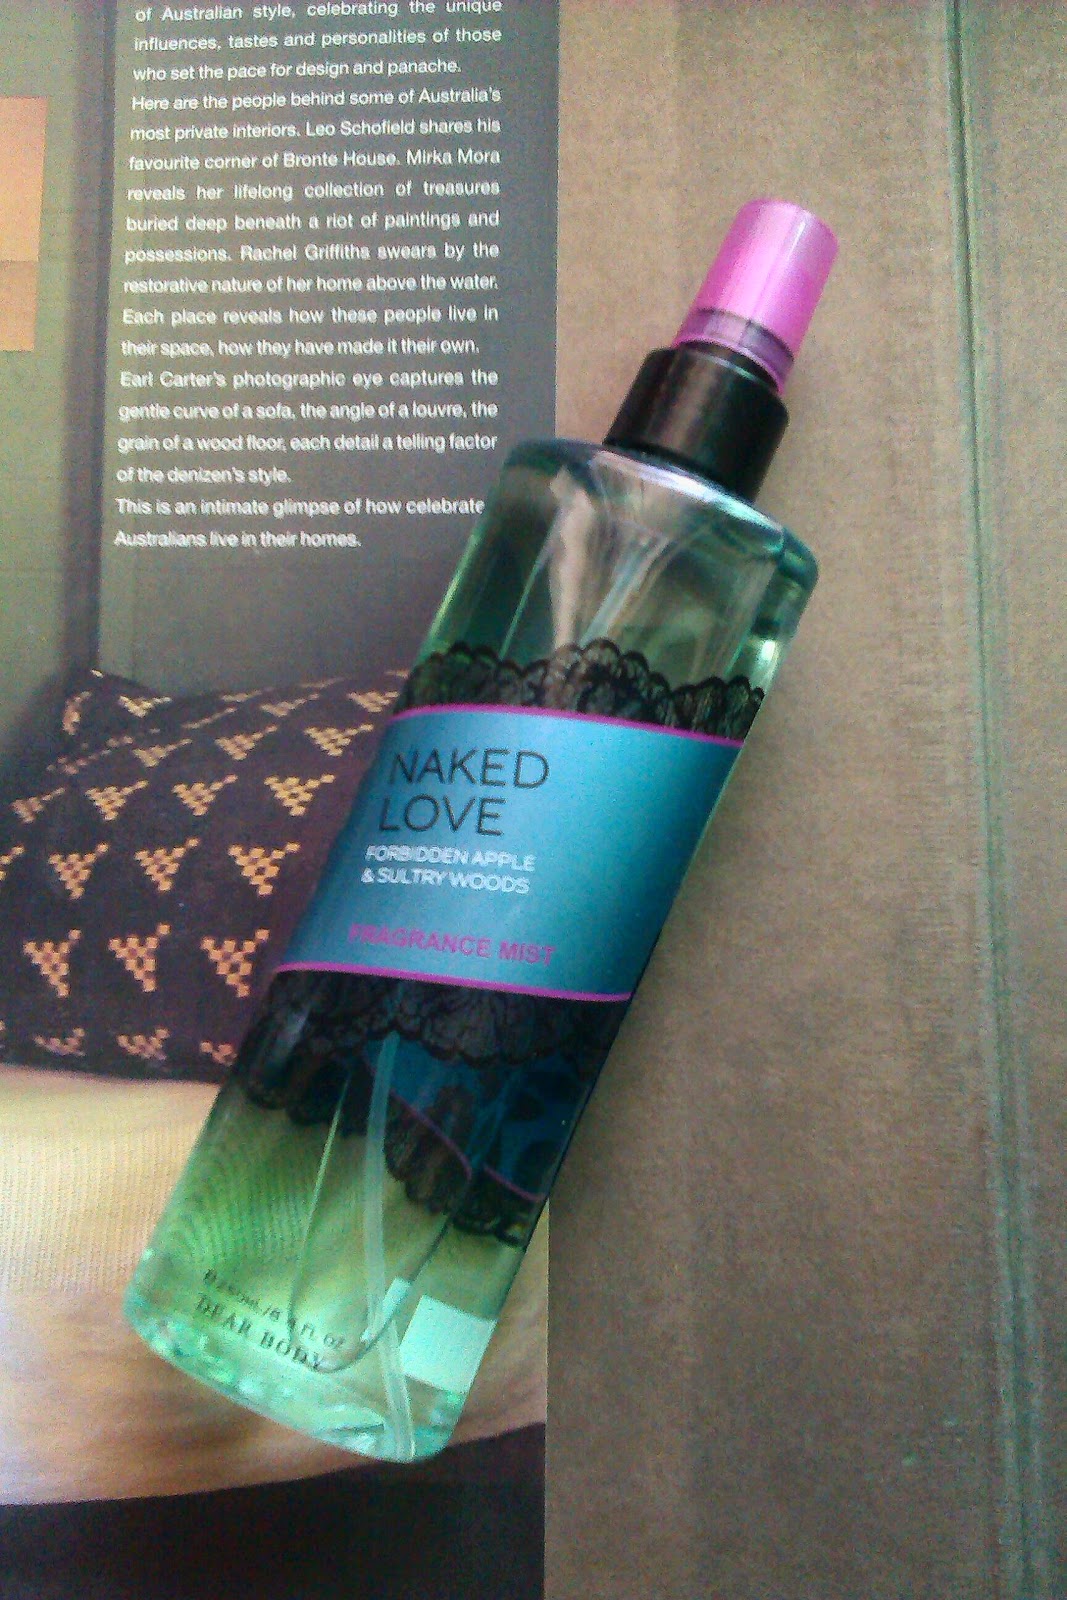 of Australian style, celebrating the unique
influences, tastes and personalities of those
who set the pace for design and panache.
Here are the people behind some of Australia's
most private interiors. Leo Schofield shares his
favourite corner of Bronte House. Mirka Mora
reveals her lifelong collection of treasures
buried deep beneath a riot of paintings and
possessions. Rachel Griffiths swears by the
restorative nature of her home above the water.
Each place reveals how these people live in
their space, how they have made it their own.
Earl Carter's photographic eye captures the
gentle curve of a sofa, the angle of a louvre, the
grain of a wood floor, each detail a telling factor
of the denizen's style.
This is an intimate glimpse of how celebrate
Australians live in their homes.
NAKED
LOVE
FORBIDDEN APPLE
& SULTRY WOODS
FRAGRANCE MIST
FL OZ
DEAR BODY